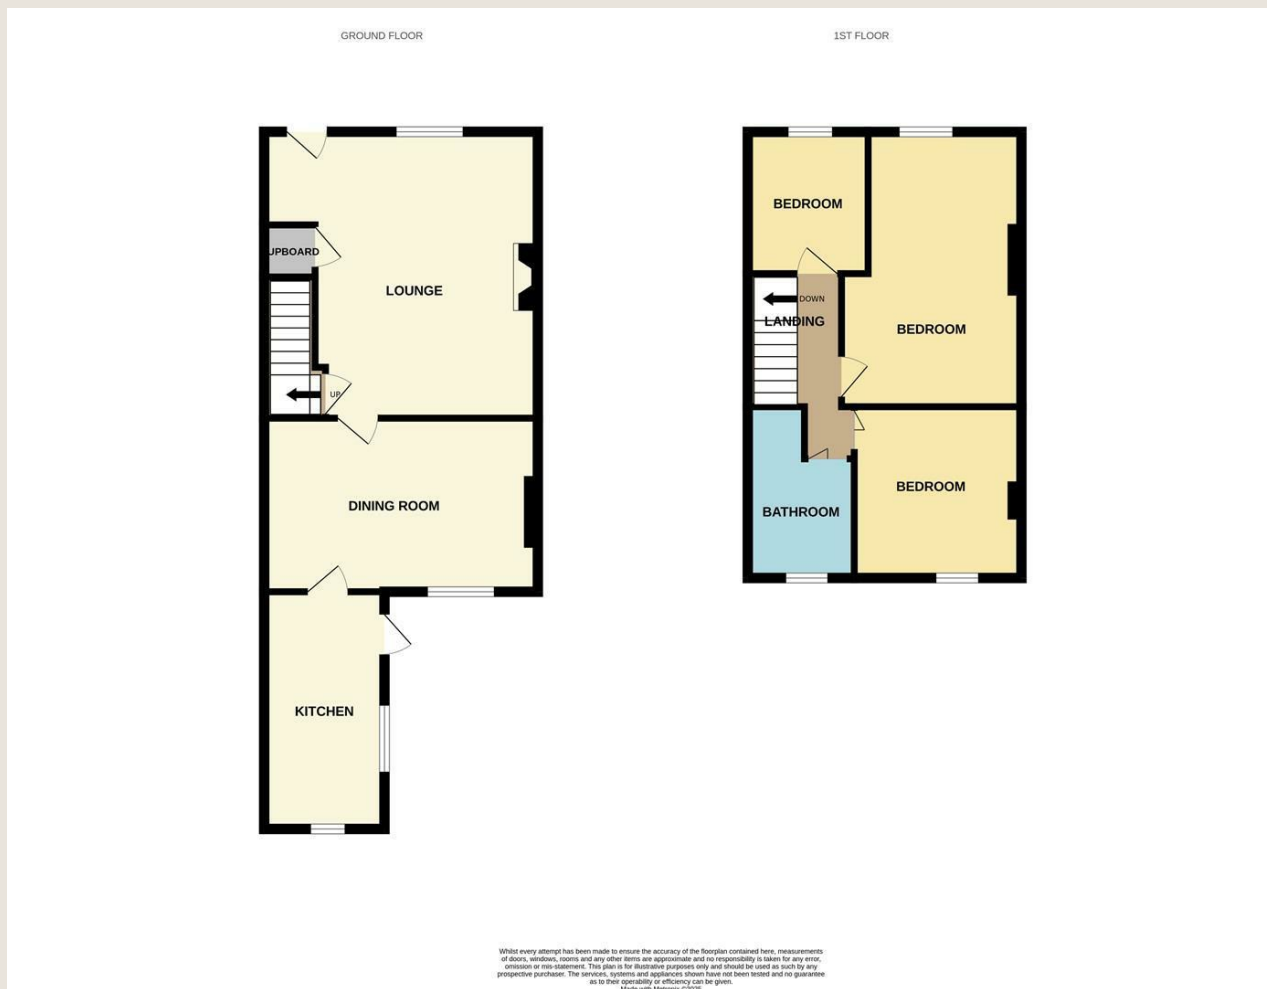 GROUND FLOOR
1ST FLOOR
BEDROOM
UPBOARD
LOUNGE
DOWN
LANDING
BEDROOM
UP
BEDROOM
DINING ROOM
BATHROOM
KITCHEN
Whilst every attempt has been made to ensure the accuracy of the floorplan contained here, measurements
of doors, windows, rooms and any other items are approximate and no responsibility is taken for any error,
omission or mis-statement. This plan is for illustrative purposes only and should be used as such by any
prospective purchaser. The services, systems and appliances shown have not been tested and no guarantee
as to their operability or efficiency can be given.
Made with Metropix ©2025